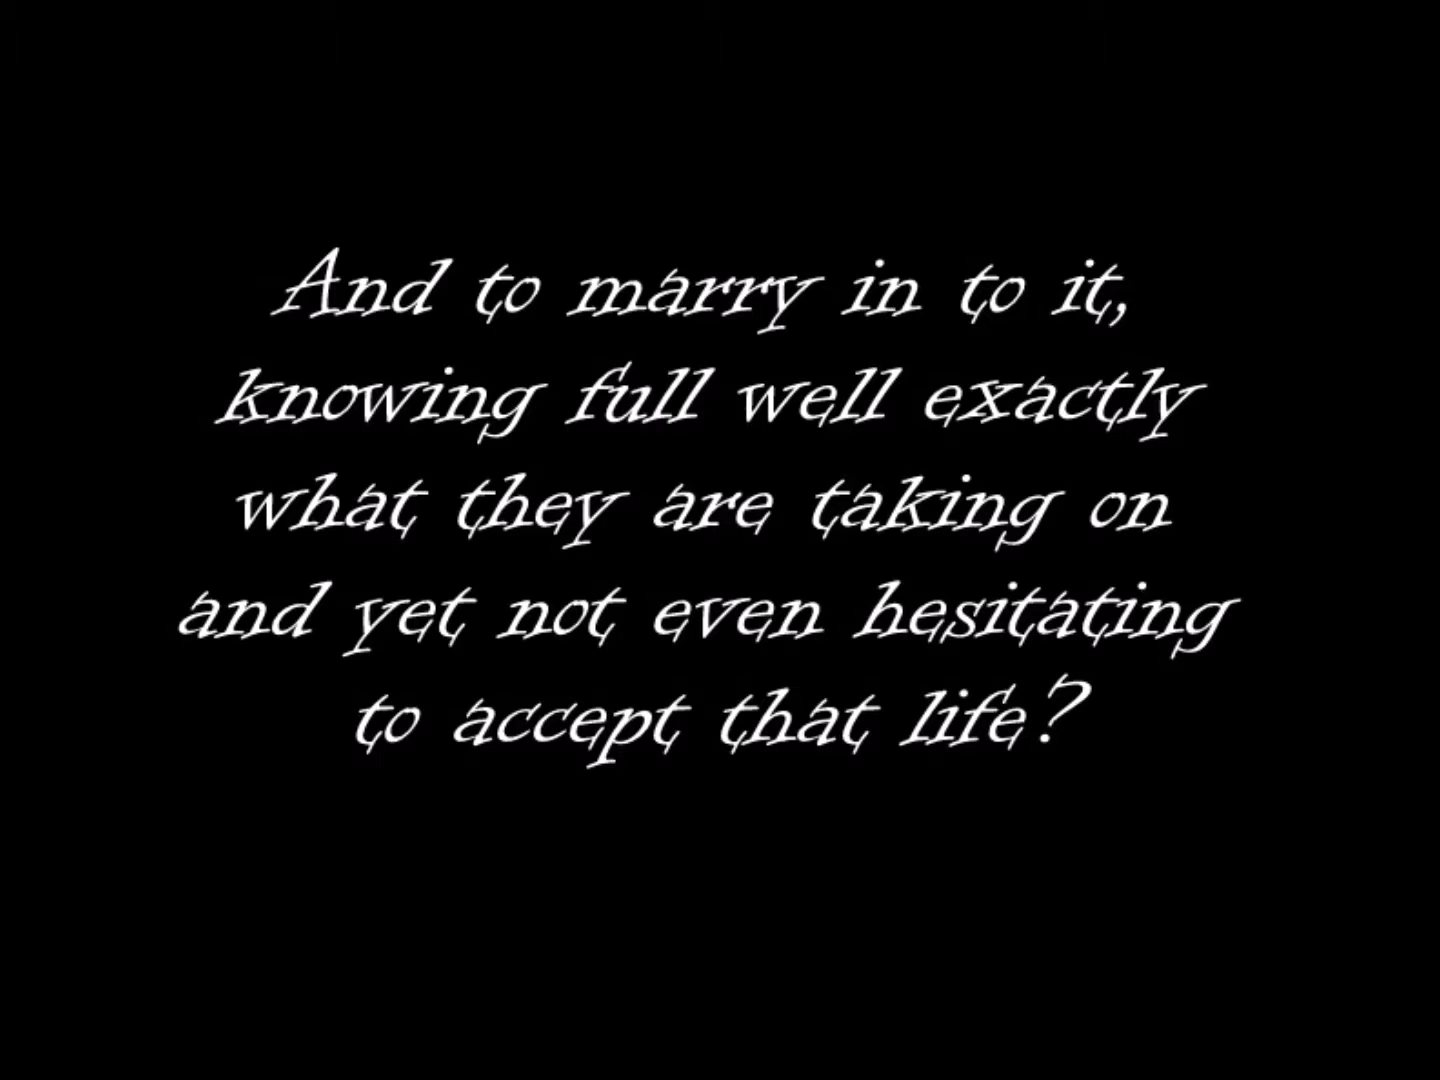 And to marry in to it,
knowing full well exactly
what they are taking on
and yet not even hesitating
to accept that life?